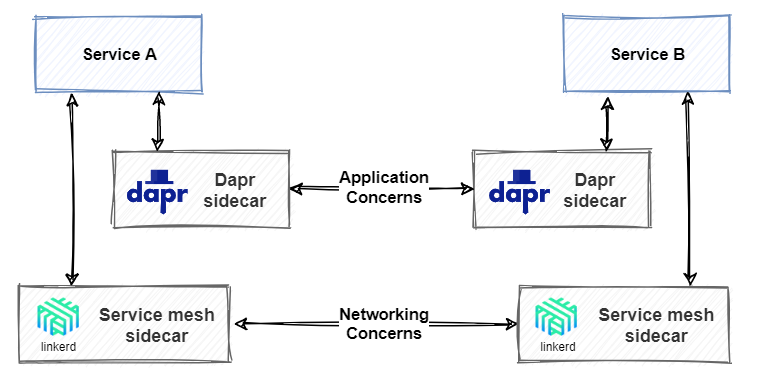 Service A
Service B
dapr
Dapr
sidecar
Application
Concerns
dapr
Dapr
sidecar
linkerd
Service mesh
sidecar
Networking
Concerns
linkerd
Service mesh
sidecar